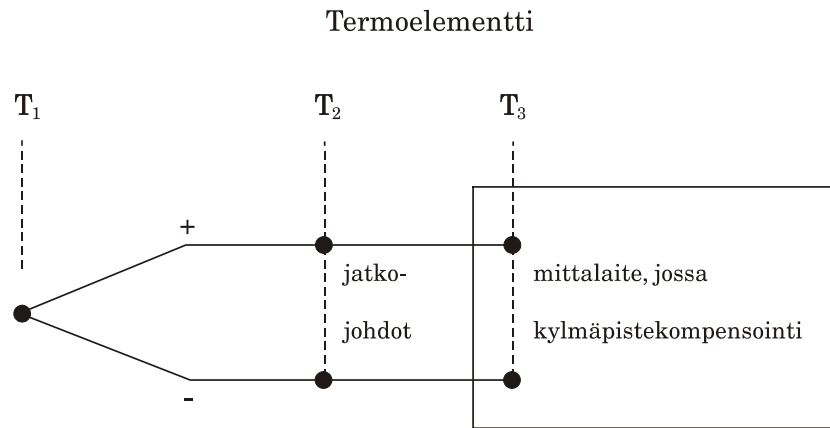 Termoelementti
T₁ T₂ T₃
+
jatko- mittalaite, jossa
johdot kylmäpistekompensointi
-